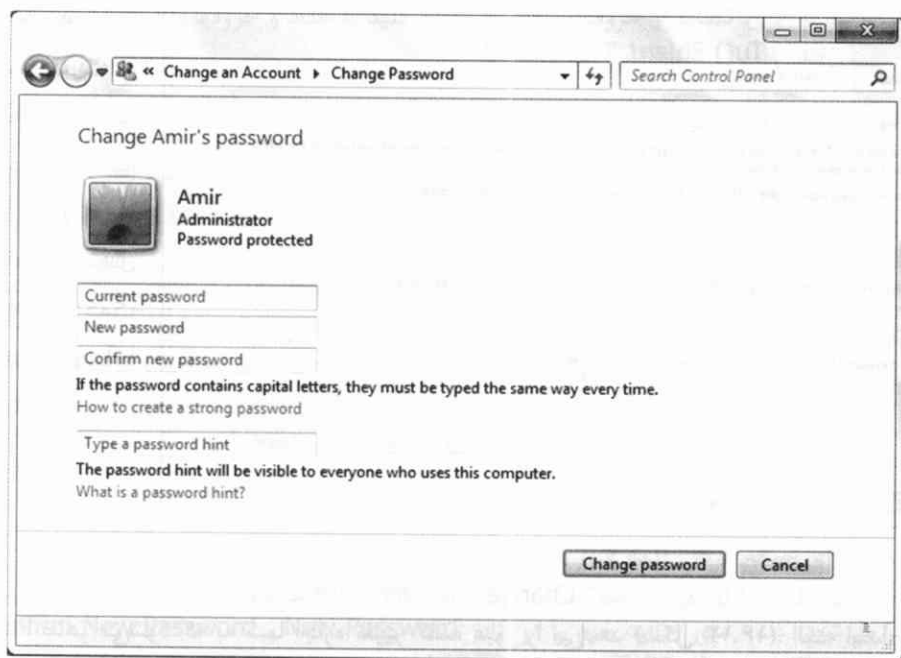 « Change an Account ▸ Change Password
Search Control Panel
Change Amir's password
Amir
Administrator
Password protected
Current password
New password
Confirm new password
If the password contains capital letters, they must be typed the same way every time.
How to create a strong password
Type a password hint
The password hint will be visible to everyone who uses this computer.
What is a password hint?
Change password
Cancel